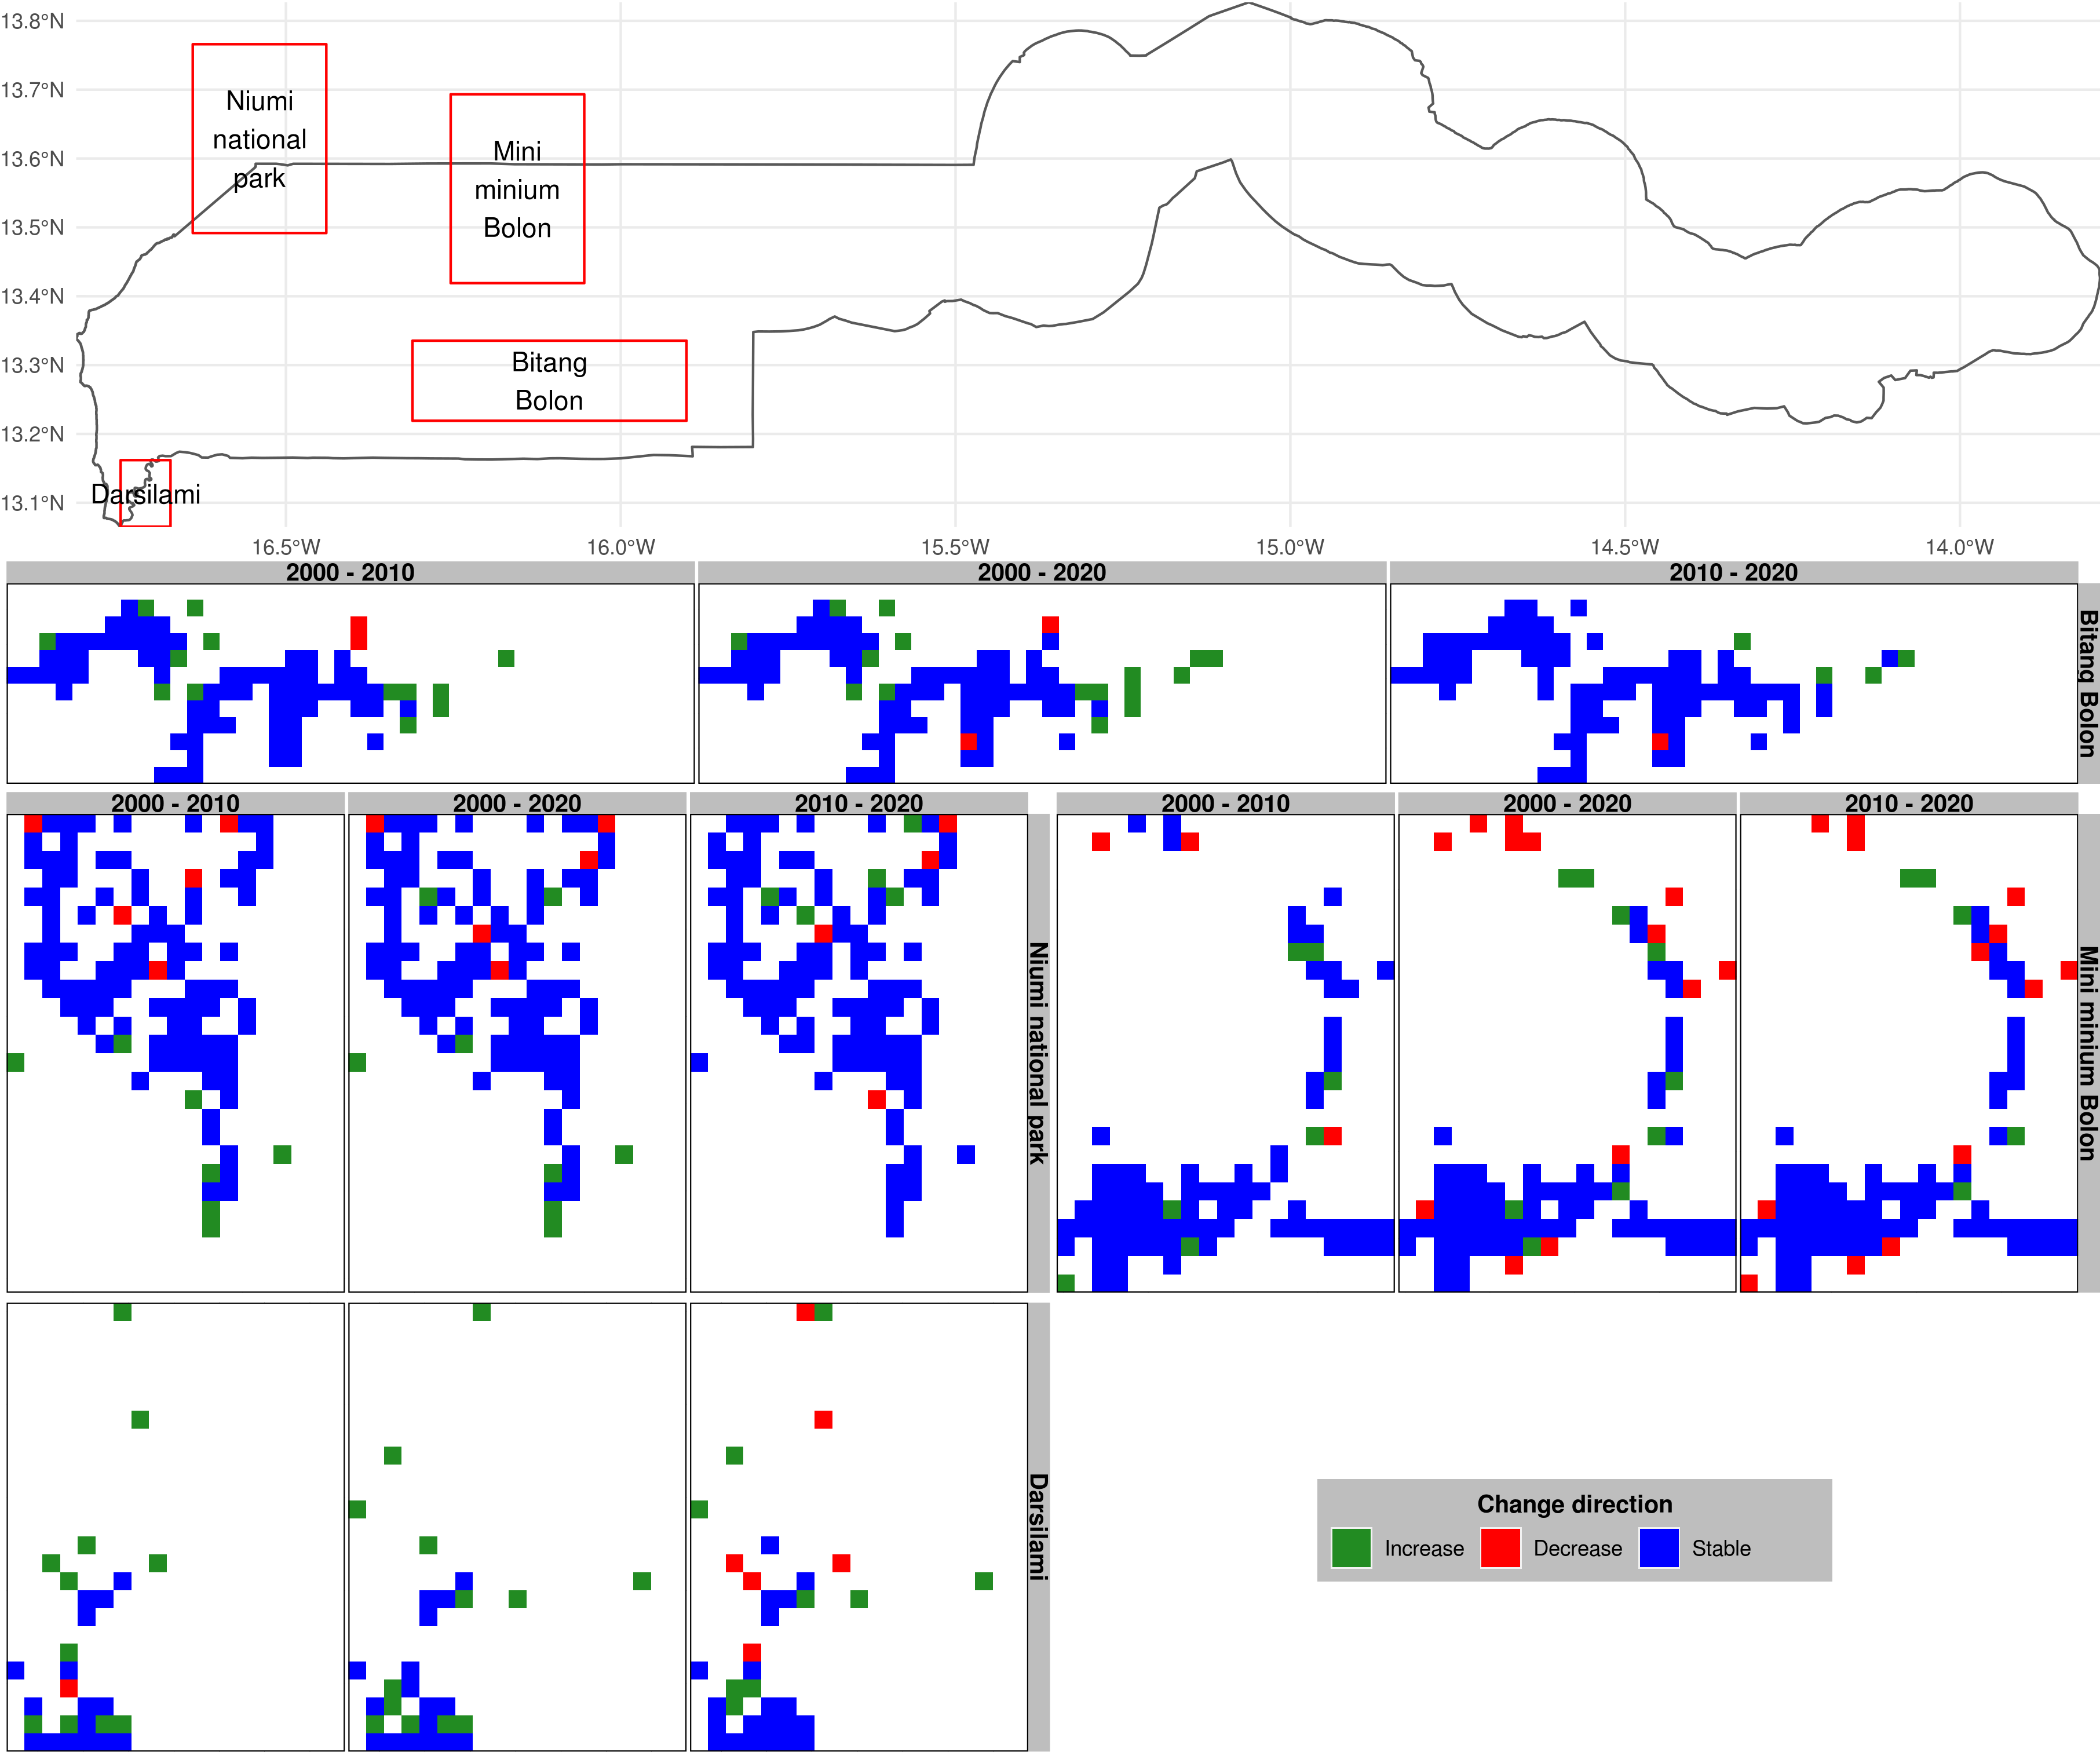 13.8°N
13.7°N
13.6°N
13.5°N
13.4°N
13.3°N
13.2°N
13.1°N
Niumi
national
park
Mini
minium
Bolon
Bitang
Bolon
Darsilami
16.5°W
16.0°W
15.5°W
15.0°W
14.5°W
14.0°W
2000 - 2010
2000 - 2020
2010 - 2020
Bitang Bolon
2000 - 2010
2000 - 2020
2010 - 2020
Niumi national park
2000 - 2010
2000 - 2020
2010 - 2020
Mini minium Bolon
Darsilami
Change direction
Increase
Decrease
Stable